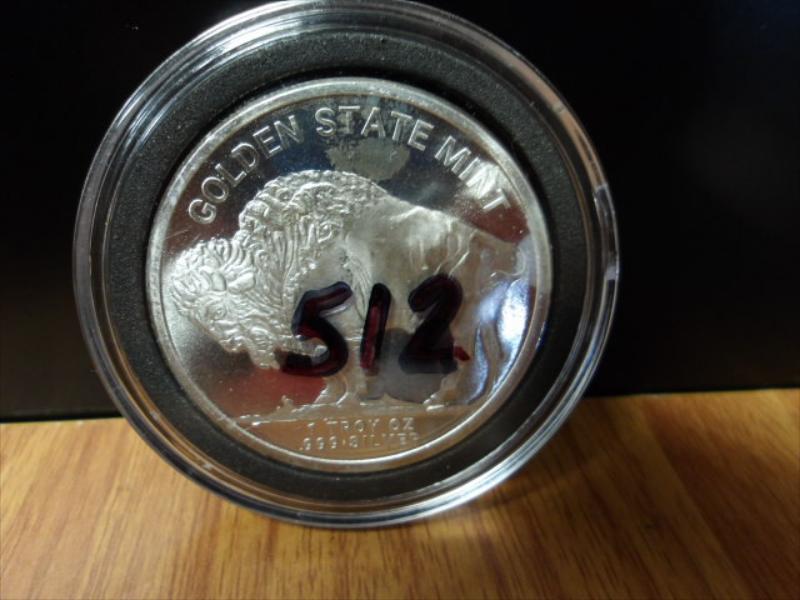 GOLDEN STATE MINT
512
1 TROY OZ
.999 • SILVER